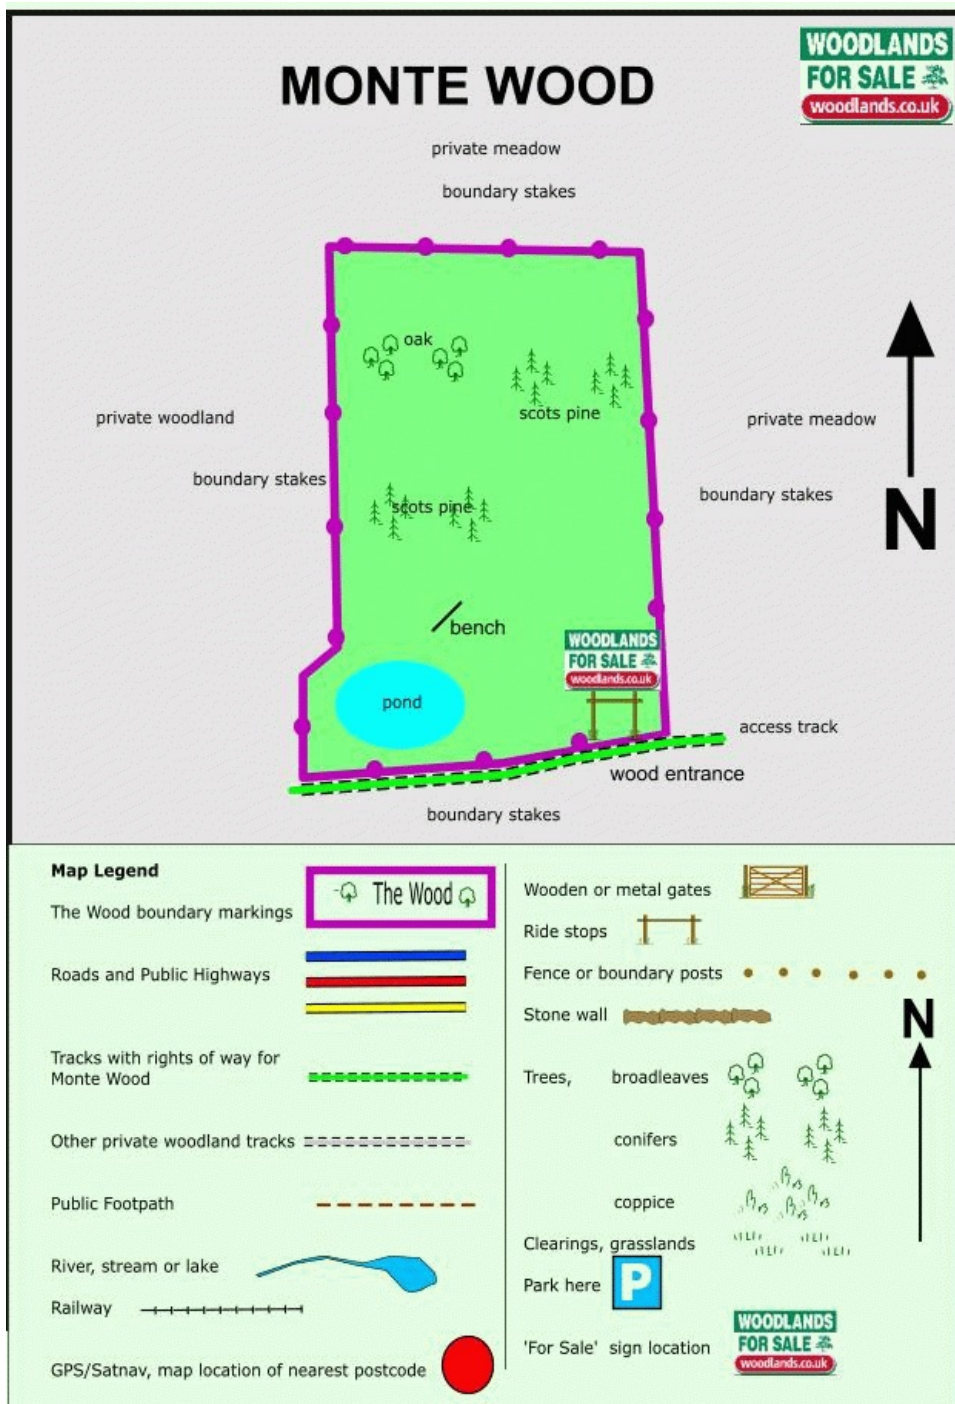 WOODLANDS
FOR SALE
woodlands.co.uk
MONTE WOOD
private meadow
boundary stakes
oak
scots pine
private woodland
private meadow
boundary stakes
boundary stakes
N
scots pine
bench
WOODLANDS
FOR SALE
woodlands.co.uk
pond
access track
wood entrance
boundary stakes
Map Legend
The Wood boundary markings
The Wood
Roads and Public Highways
Tracks with rights of way for
Monte Wood
Other private woodland tracks
Public Footpath
River, stream or lake
Railway
GPS/Satnav, map location of nearest postcode
Wooden or metal gates
Ride stops
Fence or boundary posts
Stone wall
N
Trees, broadleaves
conifers
coppice
Clearings, grasslands
Park here P
'For Sale' sign location
WOODLANDS
FOR SALE
woodlands.co.uk